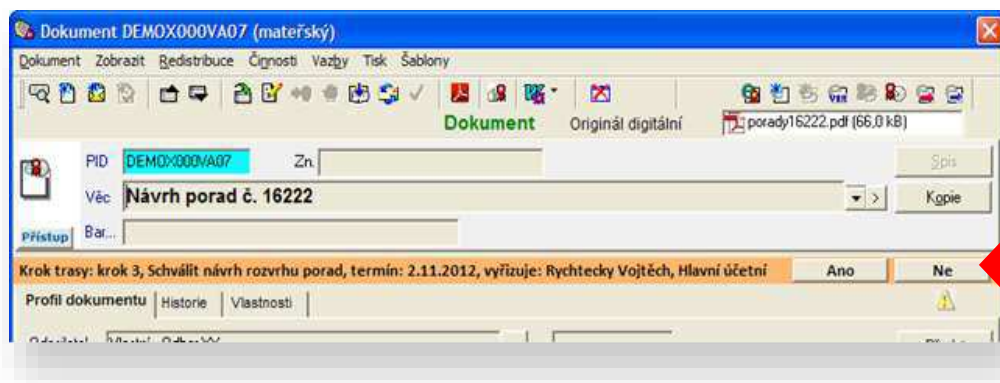 Dokument DEMOX000VA07 (mateřský)
Dokument Zobrazit Redistribuce Činnosti Vazby Tisk Šablony
Dokument Originál digitální porady16222.pdf (66,0 kB)
PID DEMOX000VA07 Zn. Spis
Věc Návrh porad č. 16222 Kopie
Přístup Bar...
Krok trasy: krok 3, Schválit návrh rozvrhu porad, termín: 2.11.2012, vyřizuje: Rychtecky Vojtěch, Hlavní účetní Ano Ne
Profil dokumentu Historie Vlastnosti